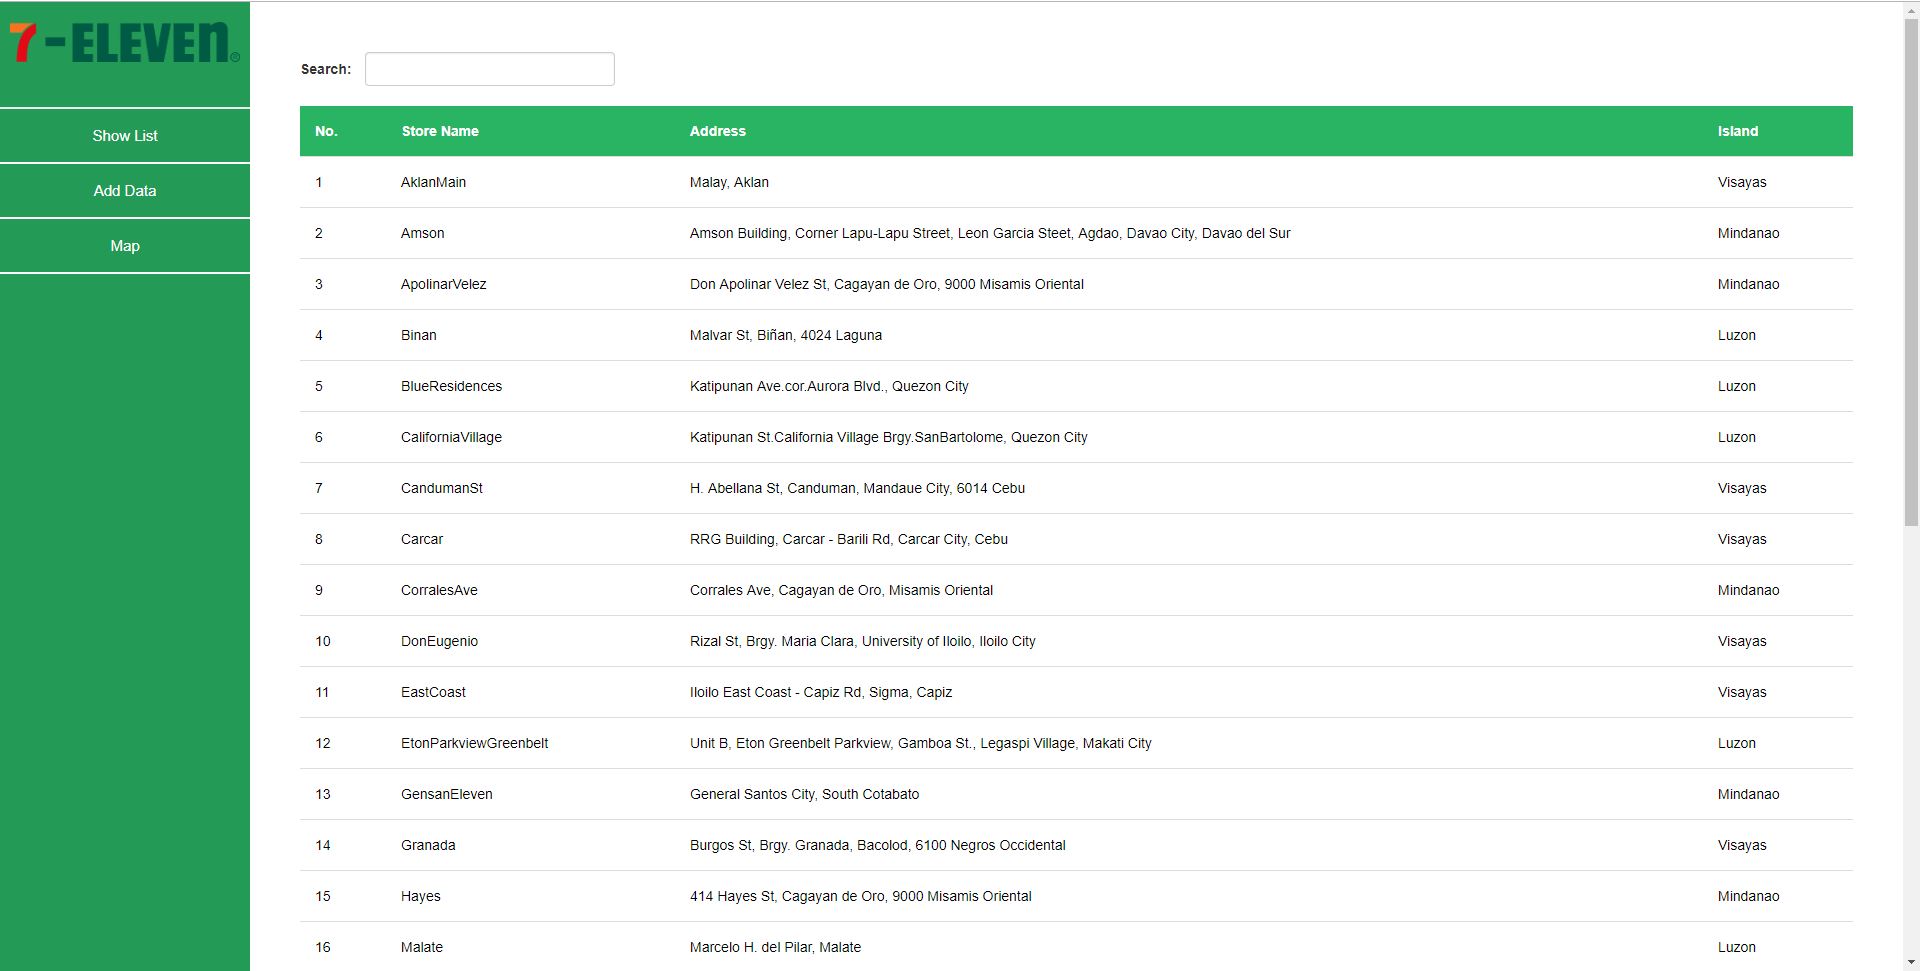 7-ELEVEN®
Show List
Add Data
Map
Search:
No. Store Name Address Island
1 AklanMain Malay, Aklan Visayas
2 Amson Amson Building, Corner Lapu-Lapu Street, Leon Garcia Steet, Agdao, Davao City, Davao del Sur Mindanao
3 ApolinarVelez Don Apolinar Velez St, Cagayan de Oro, 9000 Misamis Oriental Mindanao
4 Binan Malvar St, Biñan, 4024 Laguna Luzon
5 BlueResidences Katipunan Ave.cor.Aurora Blvd., Quezon City Luzon
6 CaliforniaVillage Katipunan St.California Village Brgy.SanBartolome, Quezon City Luzon
7 CandumanSt H. Abellana St, Canduman, Mandaue City, 6014 Cebu Visayas
8 Carcar RRG Building, Carcar - Barili Rd, Carcar City, Cebu Visayas
9 CorralesAve Corrales Ave, Cagayan de Oro, Misamis Oriental Mindanao
10 DonEugenio Rizal St, Brgy. Maria Clara, University of Iloilo, Iloilo City Visayas
11 EastCoast Iloilo East Coast - Capiz Rd, Sigma, Capiz Visayas
12 EtonParkviewGreenbelt Unit B, Eton Greenbelt Parkview, Gamboa St., Legaspi Village, Makati City Luzon
13 GensanEleven General Santos City, South Cotabato Mindanao
14 Granada Burgos St, Brgy. Granada, Bacolod, 6100 Negros Occidental Visayas
15 Hayes 414 Hayes St, Cagayan de Oro, 9000 Misamis Oriental Mindanao
16 Malate Marcelo H. del Pilar, Malate Luzon